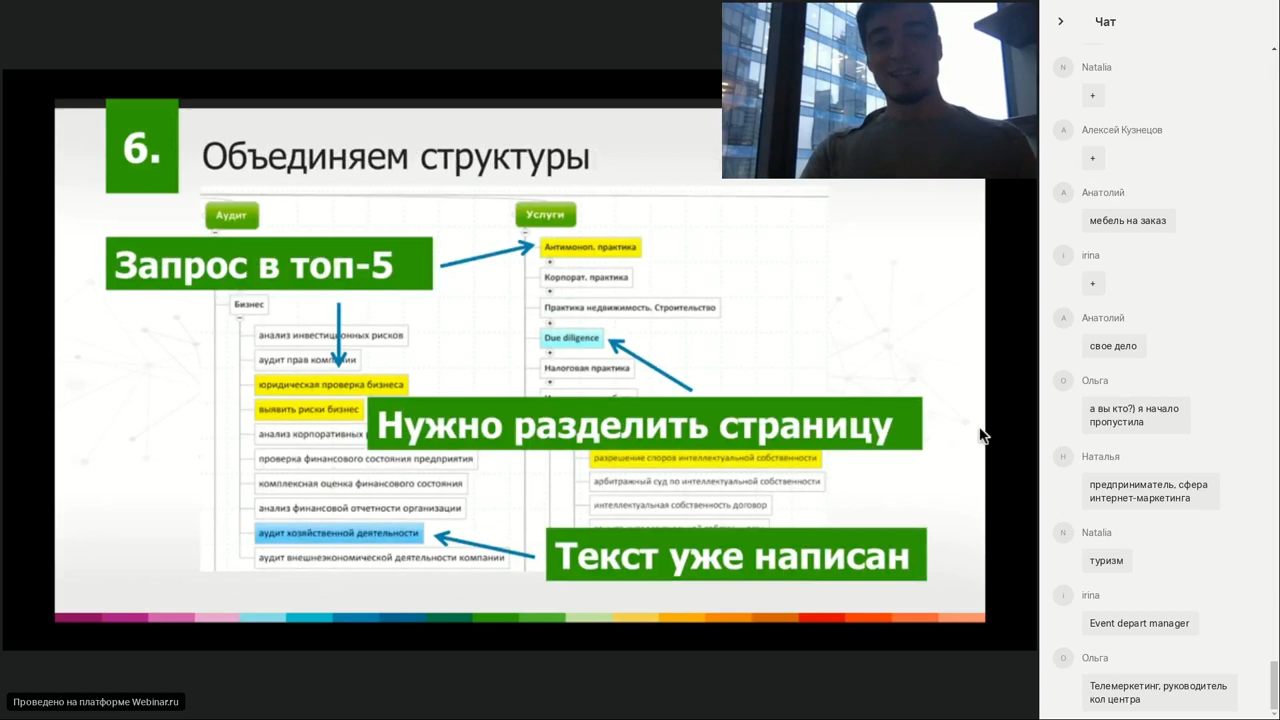 6.
Объединяем структуры
Аудит
Услуги
Запрос в топ-5
Антимоноп. практика
Корпорат. практика
Бизнес
Практика недвижимость. Строительство
анализ инвестиционных рисков
Due diligence
аудит прав компании
Налоговая практика
юридическая проверка бизнеса
выявить риски бизнес
Нужно разделить страницу
анализ корпоративных
проверка финансового состояния предприятия
разрешение споров интеллектуальной собственности
комплексная оценка финансового состояния
арбитражный суд по интеллектуальной собственности
анализ финансовой отчетности организации
интеллектуальная собственность договор
аудит хозяйственной деятельности
Текст уже написан
аудит внешнеэкономической деятельности компании
Проведено на платформе Webinar.ru
Чат
N
Natalia
+
А
Алексей Кузнецов
+
А
Анатолий
мебель на заказ
i
irina
+
А
Анатолий
свое дело
О
Ольга
а вы кто?) я начало
пропустила
Н
Наталья
предприниматель, сфера
интернет-маркетинга
N
Natalia
туризм
i
irina
Event depart manager
О
Ольга
Телемеркетинг, руководитель
кол центра